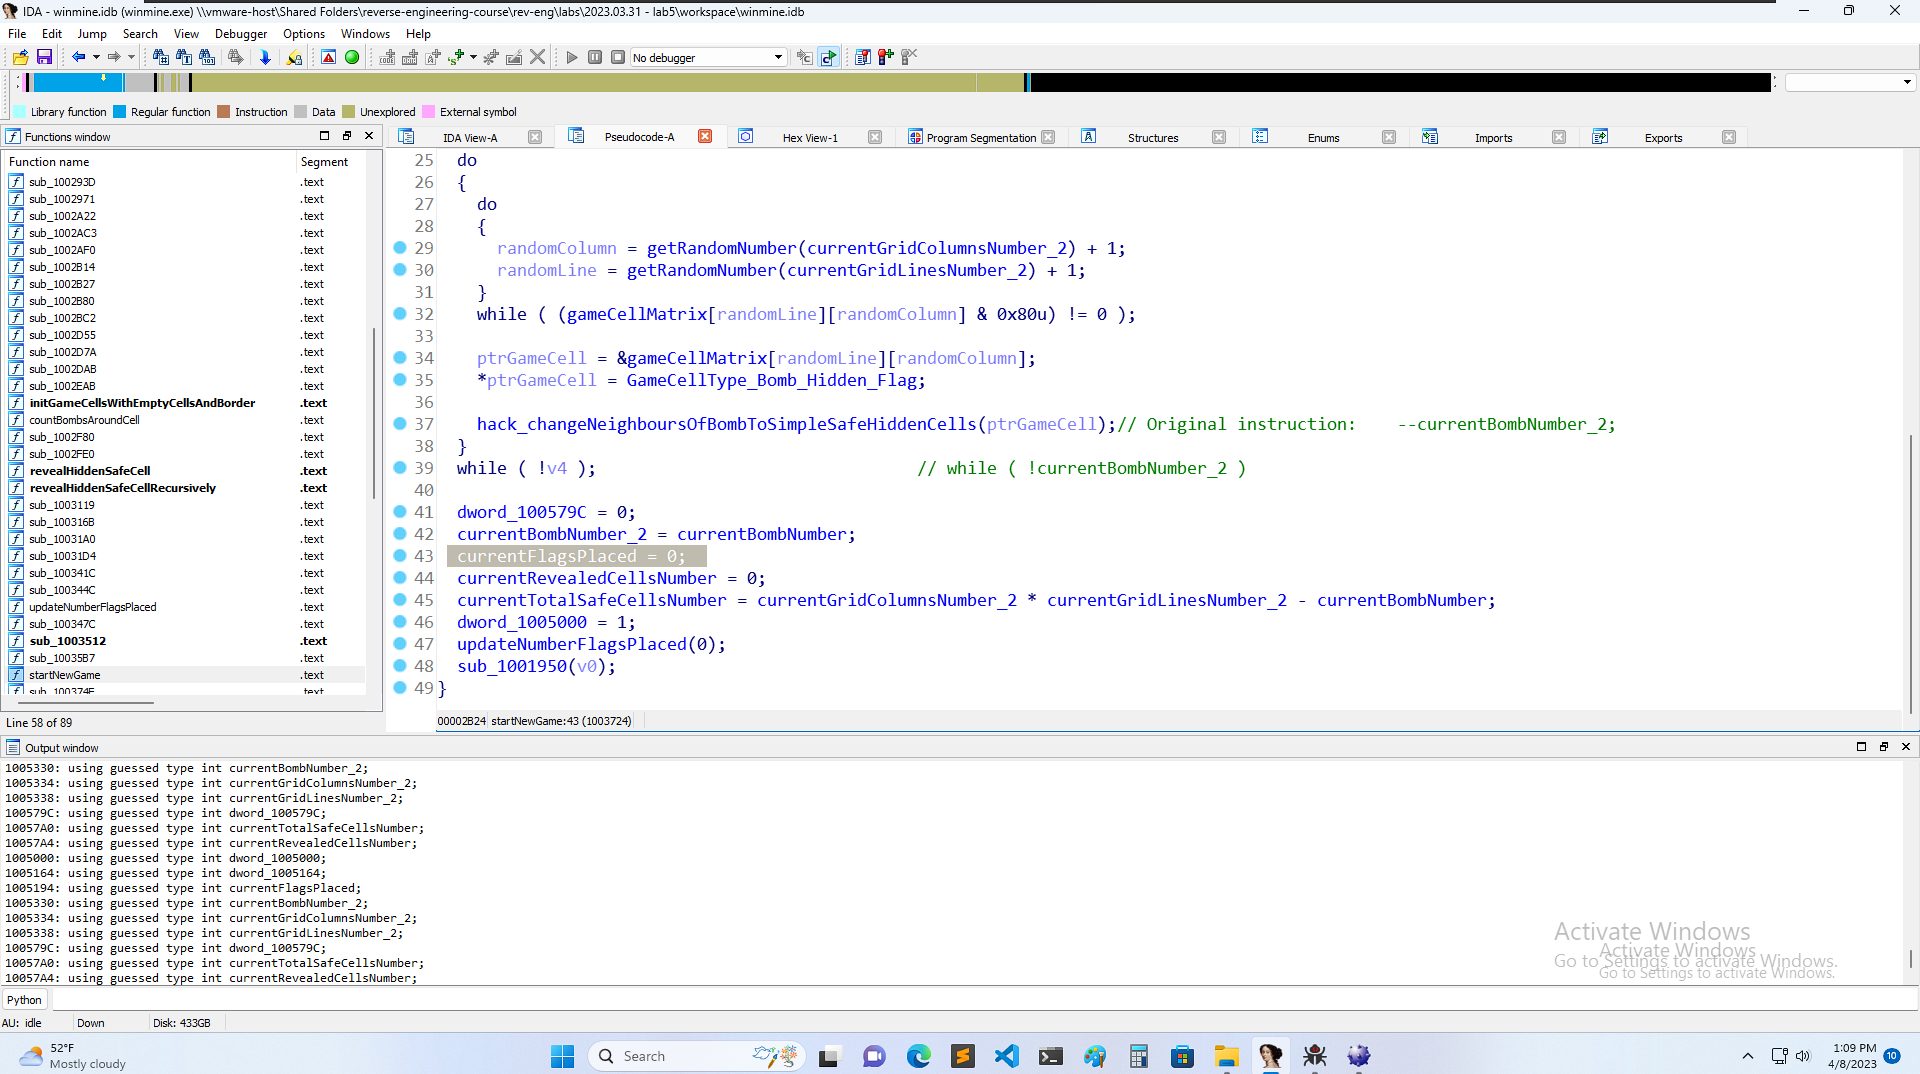 IDA - winmine.idb (winmine.exe) \\vmware-host\Shared Folders\reverse-engineering-course\rev-eng\labs\2023.03.31 - lab5\workspace\winmine.idb
File Edit Jump Search View Debugger Options Windows Help
No debugger
Library function Regular function Instruction Data Unexplored External symbol
Functions window
IDA View-A Pseudocode-A Hex View-1 Program Segmentation Structures Enums Imports Exports
Function name Segment
sub_100293D .text
sub_1002971 .text
sub_1002A22 .text
sub_1002AC3 .text
sub_1002AF0 .text
sub_1002B14 .text
sub_1002B27 .text
sub_1002B80 .text
sub_1002BC2 .text
sub_1002D55 .text
sub_1002D7A .text
sub_1002DAB .text
sub_1002EAB .text
initGameCellsWithEmptyCellsAndBorder .text
countBombsAroundCell .text
sub_1002F80 .text
sub_1002FE0 .text
revealHiddenSafeCell .text
revealHiddenSafeCellRecursively .text
sub_1003119 .text
sub_100316B .text
sub_10031A0 .text
sub_10031D4 .text
sub_100341C .text
sub_100344C .text
updateNumberFlagsPlaced .text
sub_100347C .text
sub_1003512 .text
sub_10035B7 .text
startNewGame .text
sub_100374E .text
Line 58 of 89
25 do
26 {
27 do
28 {
29 randomColumn = getRandomNumber(currentGridColumnsNumber_2) + 1;
30 randomLine = getRandomNumber(currentGridLinesNumber_2) + 1;
31 }
32 while ( (gameCellMatrix[randomLine][randomColumn] & 0x80u) != 0 );
33
34 ptrGameCell = &gameCellMatrix[randomLine][randomColumn];
35 *ptrGameCell = GameCellType_Bomb_Hidden_Flag;
36
37 hack_changeNeighboursOfBombToSimpleSafeHiddenCells(ptrGameCell);// Original instruction: --currentBombNumber_2;
38 }
39 while ( !v4 ); // while ( !currentBombNumber_2 )
40
41 dword_100579C = 0;
42 currentBombNumber_2 = currentBombNumber;
43 currentFlagsPlaced = 0;
44 currentRevealedCellsNumber = 0;
45 currentTotalSafeCellsNumber = currentGridColumnsNumber_2 * currentGridLinesNumber_2 - currentBombNumber;
46 dword_1005000 = 1;
47 updateNumberFlagsPlaced(0);
48 sub_1001950(v0);
49 }
00002B24 startNewGame:43 (1003724)
Output window
1005330: using guessed type int currentBombNumber_2;
1005334: using guessed type int currentGridColumnsNumber_2;
1005338: using guessed type int currentGridLinesNumber_2;
100579C: using guessed type int dword_100579C;
10057A0: using guessed type int currentTotalSafeCellsNumber;
10057A4: using guessed type int currentRevealedCellsNumber;
1005000: using guessed type int dword_1005000;
1005164: using guessed type int dword_1005164;
1005194: using guessed type int currentFlagsPlaced;
1005330: using guessed type int currentBombNumber_2;
1005334: using guessed type int currentGridColumnsNumber_2;
1005338: using guessed type int currentGridLinesNumber_2;
100579C: using guessed type int dword_100579C;
10057A0: using guessed type int currentTotalSafeCellsNumber;
10057A4: using guessed type int currentRevealedCellsNumber;
Activate Windows
Activate Windows
Go to Settings to activate Windows.
Go to Settings to activate Windows.
Python
AU: idle Down Disk: 433GB
52°F
Mostly cloudy
Search
1:09 PM
4/8/2023
10